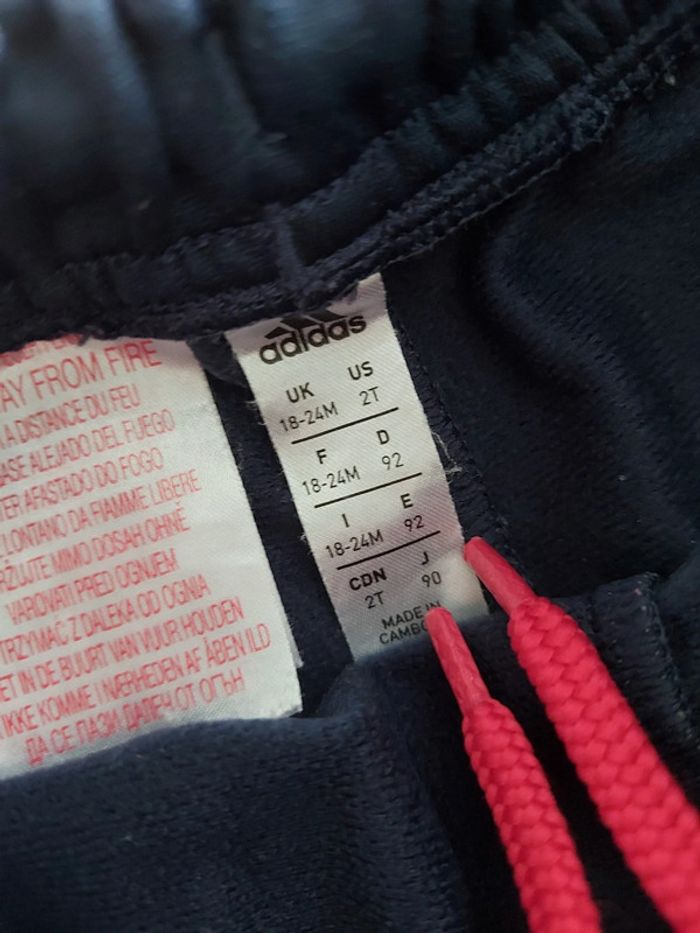 AY FROM FIRE
LA DISTANCE DU FEU
ASE ALEJADO DEL FUEGO
TER AFASTADO DO FOGO
LONTANO DA FIAMME LIBERE
RŽUJTE MIMO DOSAH OHNĚ
VAROVATI PRED OGNJEM
TRZYMAĆ Z DALEKA OD OGNIA
ET IN DE BUURT VAN VUUR HOUDEN
IKKE KOMME I NÆRHEDEN AF ÅBEN ILD
ДА СЕ ПАЗИ ДАЛЕЧ ОТ ОГЪН
adidas
UK US
18-24M 2T
F D
18-24M 92
I E
18-24M 92
CDN J
2T 90
MADE IN
CAMBO